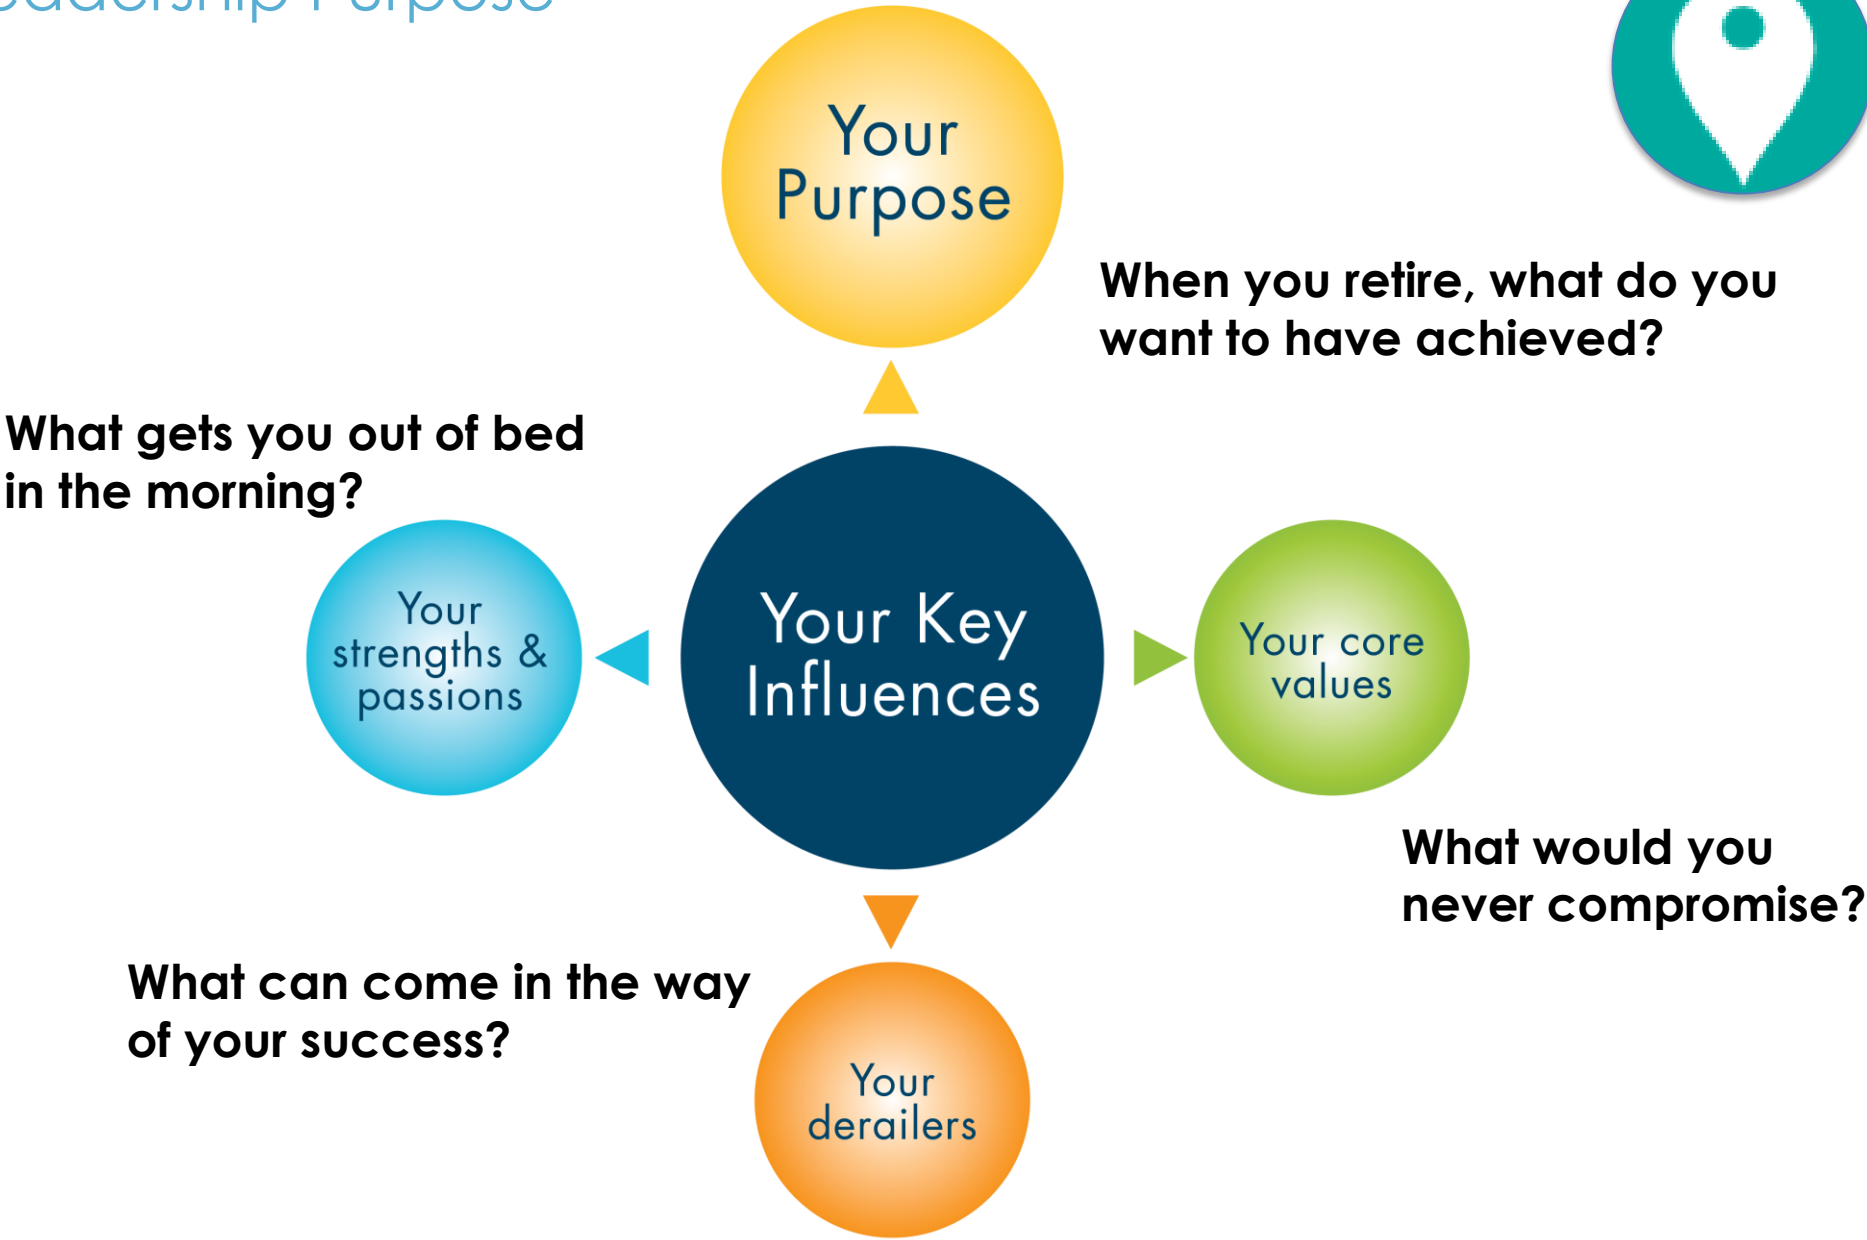 Purpose
Your
Purpose
When you retire, what do you
want to have achieved?
What gets you out of bed
in the morning?
Your
strengths &
passions
Your Key
Influences
Your core
values
What would you
never compromise?
What can come in the way
of your success?
Your
derailers